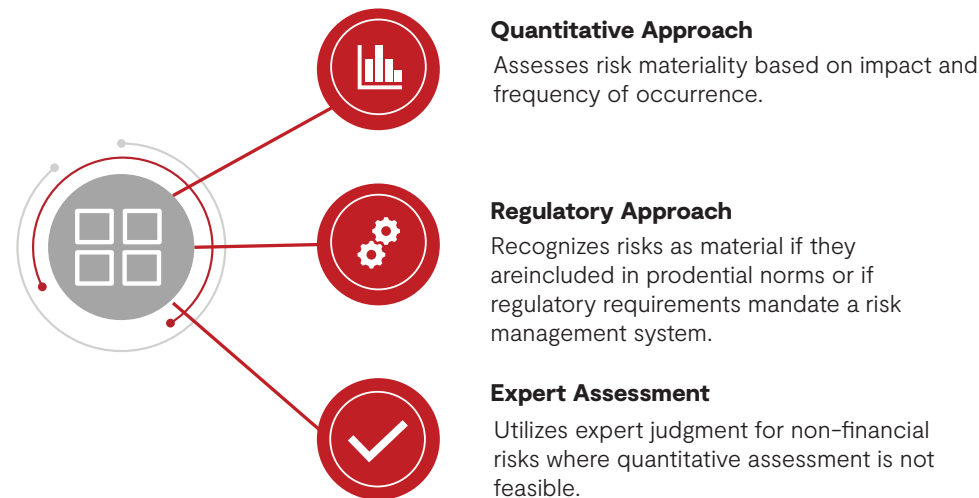 Quantitative Approach
Assesses risk materiality based on impact and
frequency of occurrence.
Regulatory Approach
Recognizes risks as material if they
areincluded in prodential norms or if
regulatory requirements mandate a risk
management system.
Expert Assessment
Utilizes expert judgment for non-financial
risks where quantitative assessment is not
feasible.